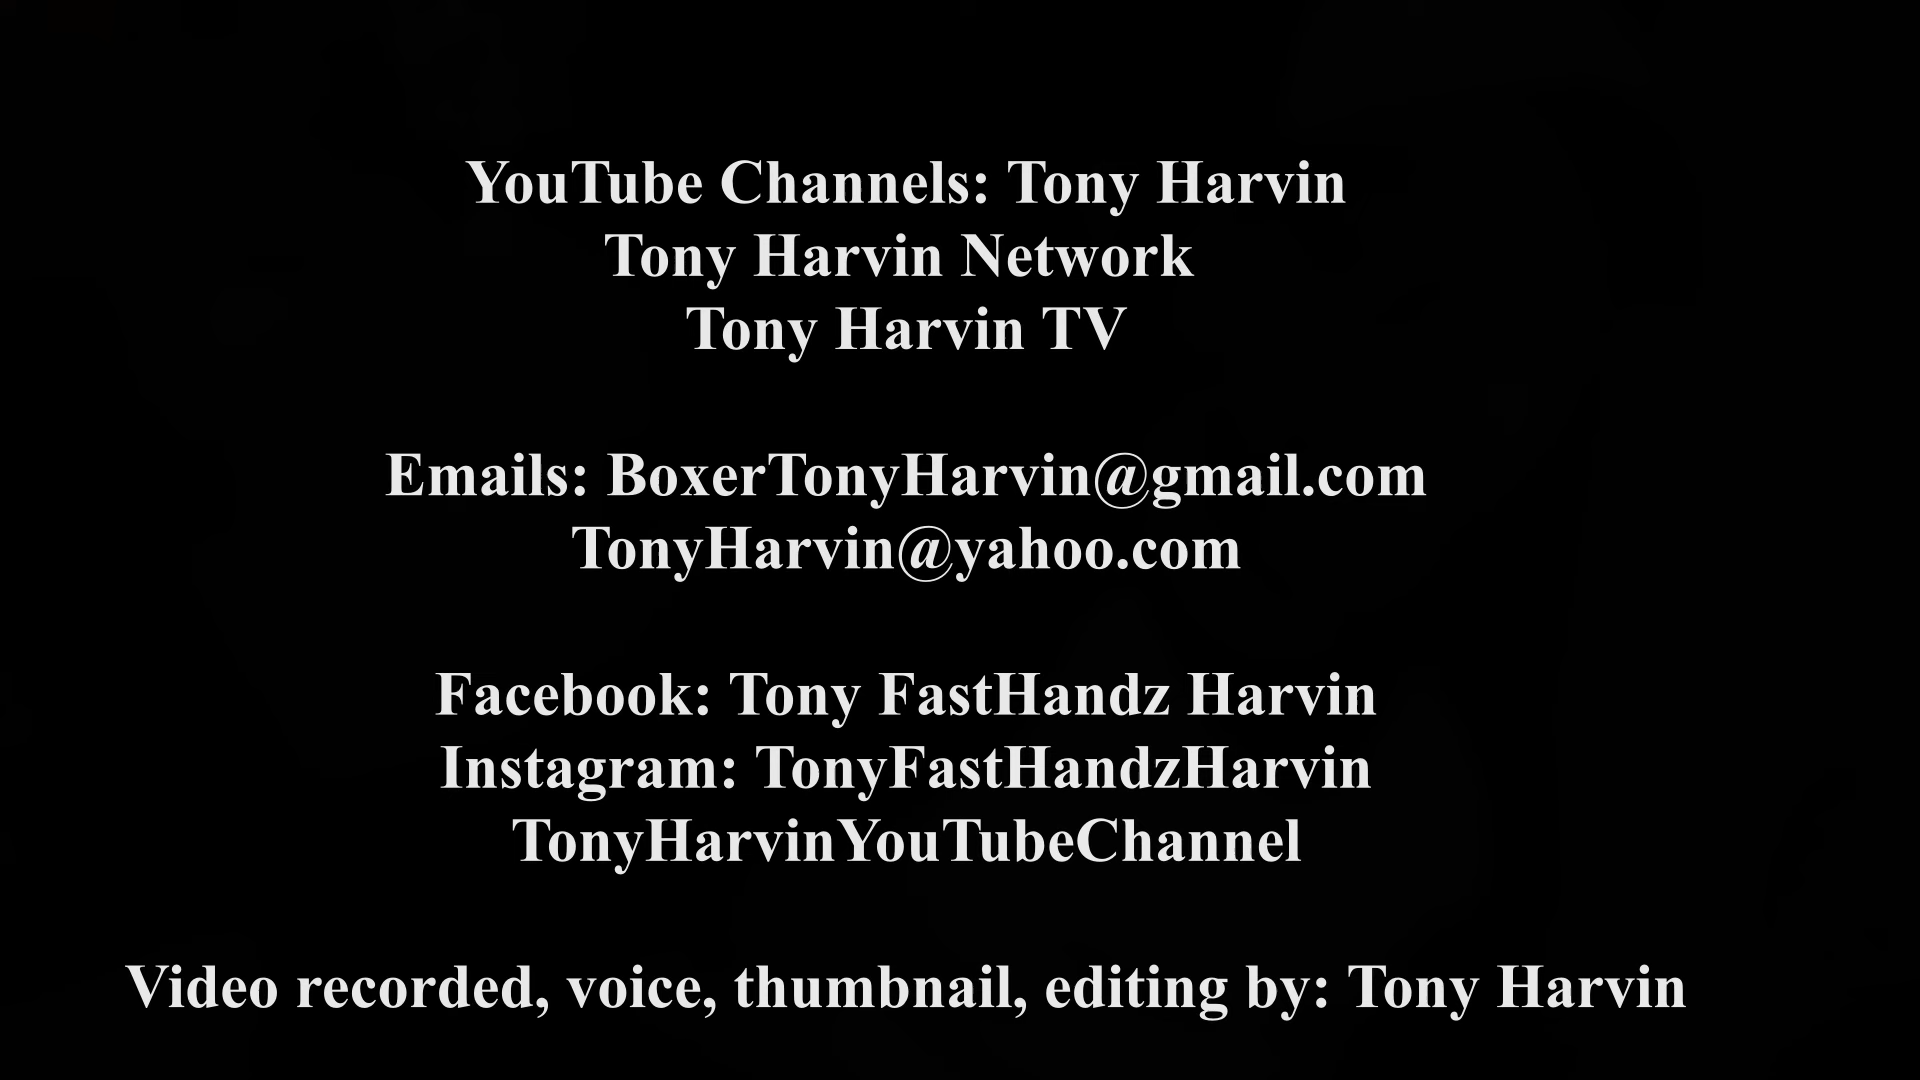 YouTube Channels: Tony Harvin
Tony Harvin Network
Tony Harvin TV
Emails: BoxerTonyHarvin@gmail.com
TonyHarvin@yahoo.com
Facebook: Tony FastHandz Harvin
Instagram: TonyFastHandzHarvin
TonyHarvinYouTubeChannel
Video recorded, voice, thumbnail, editing by: Tony Harvin